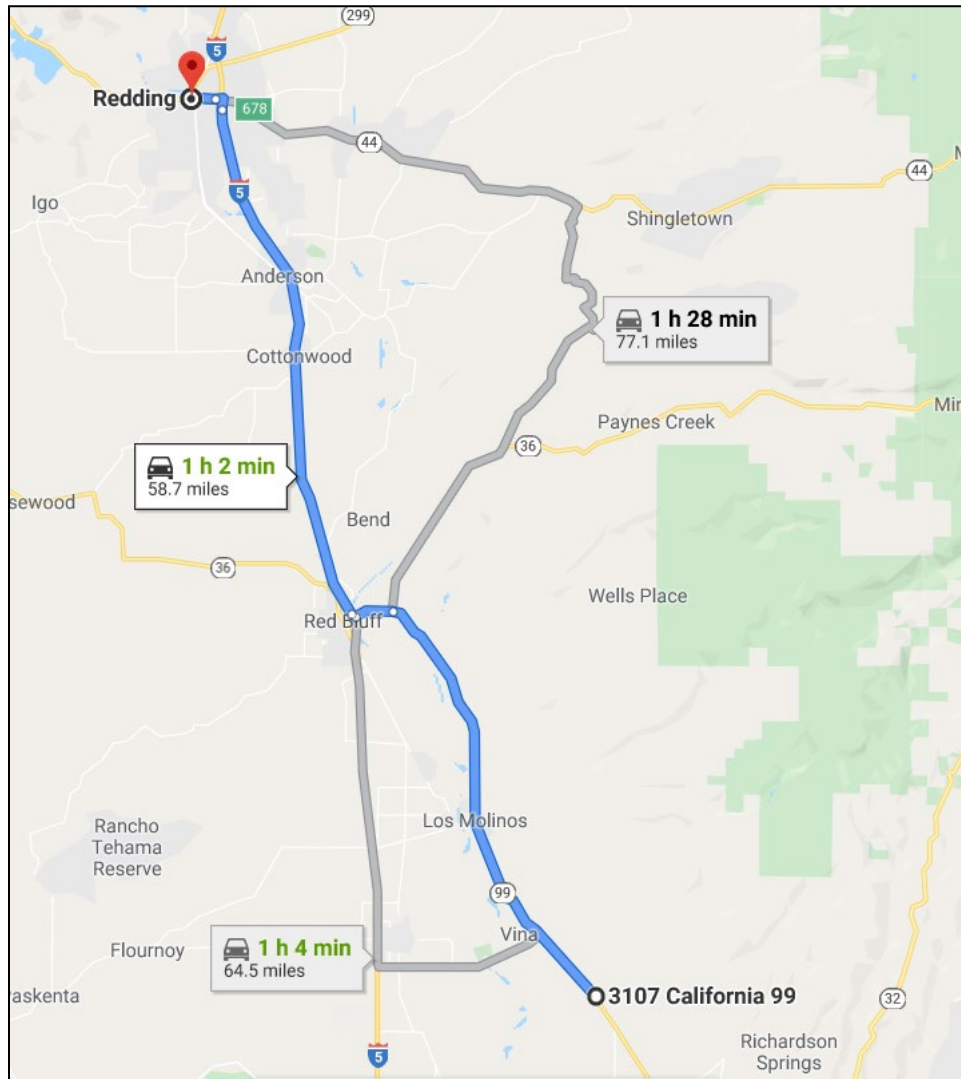 299
5
Redding
678
44
5
44
M
Igo
Shingletown
Anderson
1 h 28 min
77.1 miles
Cottonwood
Paynes Creek
Mir
36
1 h 2 min
58.7 miles
sewood
Bend
36
Wells Place
Red Bluff
Los Molinos
Rancho
Tehama
Reserve
99
Vina
Flournoy
1 h 4 min
64.5 miles
askenta
3107 California 99
32
Richardson
Springs
5